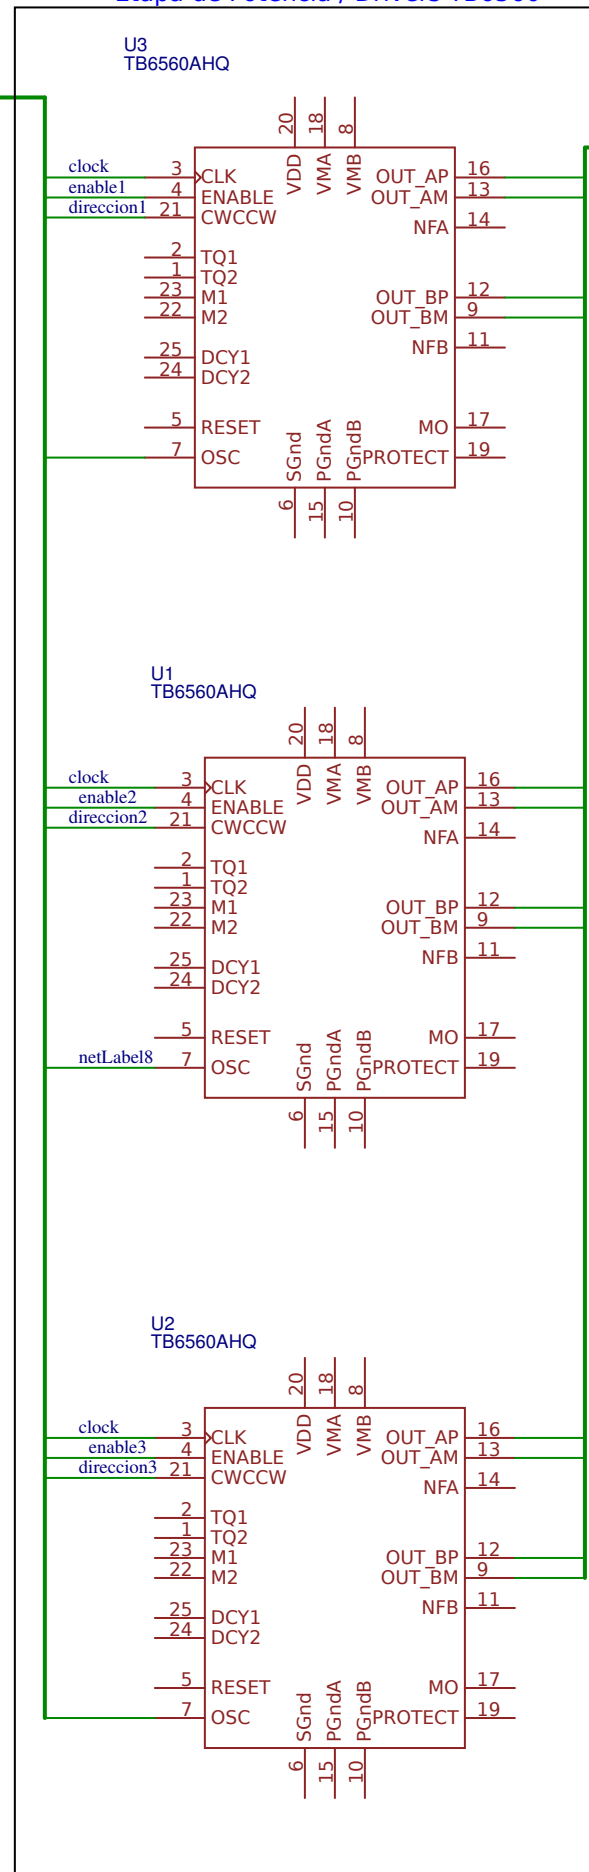 U3
TB6560AHQ
20 18 8
VDD VMA VMB
clock 3 CLK OUT_AP 16
enable1 4 ENABLE OUT_AM 13
direccion1 21 CWCCW
NFA 14
2 TQ1
1 TQ2
23 M1 OUT_BP 12
22 M2 OUT_BM 9
NFB 11
25 DCY1
24 DCY2
5 RESET MO 17
7 OSC PROTECT 19
SGnd PGndA PGndB
6 15 10
U1
TB6560AHQ
20 18 8
VDD VMA VMB
clock 3 CLK OUT_AP 16
enable2 4 ENABLE OUT_AM 13
direccion2 21 CWCCW
NFA 14
2 TQ1
1 TQ2
23 M1 OUT_BP 12
22 M2 OUT_BM 9
NFB 11
25 DCY1
24 DCY2
5 RESET MO 17
netLabel8 7 OSC PROTECT 19
SGnd PGndA PGndB
6 15 10
U2
TB6560AHQ
20 18 8
VDD VMA VMB
clock 3 CLK OUT_AP 16
enable3 4 ENABLE OUT_AM 13
direccion3 21 CWCCW
NFA 14
2 TQ1
1 TQ2
23 M1 OUT_BP 12
22 M2 OUT_BM 9
NFB 11
25 DCY1
24 DCY2
5 RESET MO 17
7 OSC PROTECT 19
SGnd PGndA PGndB
6 15 10